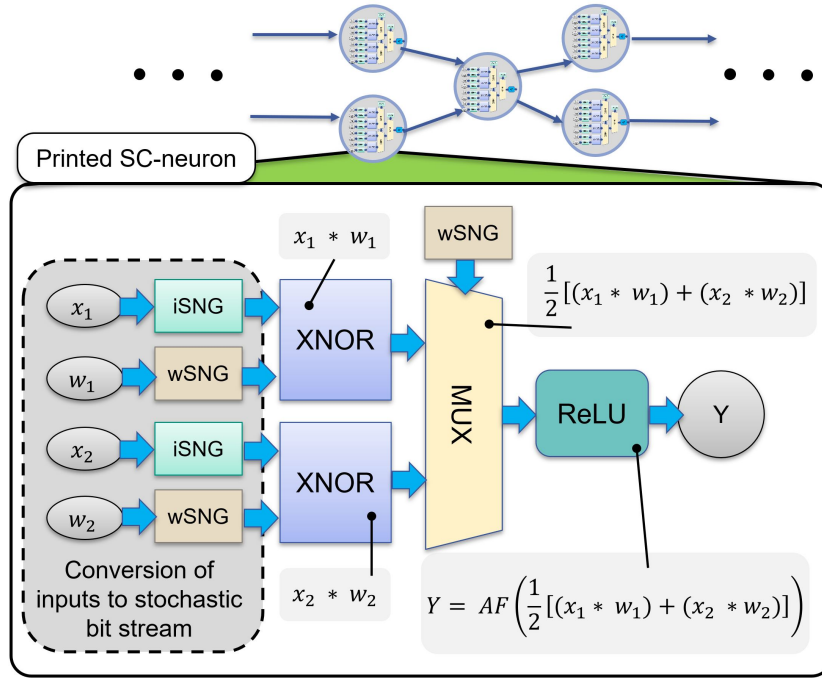 • • •
• • •
Printed SC-neuron
x₁ * w₁
wSNG
1/2 [(x₁ * w₁) + (x₂ * w₂)]
x₁
iSNG
XNOR
w₁
wSNG
MUX
ReLU
Y
x₂
iSNG
XNOR
w₂
wSNG
Conversion of
inputs to stochastic
bit stream
x₂ * w₂
Y = AF(1/2 [(x₁ * w₁) + (x₂ * w₂)])